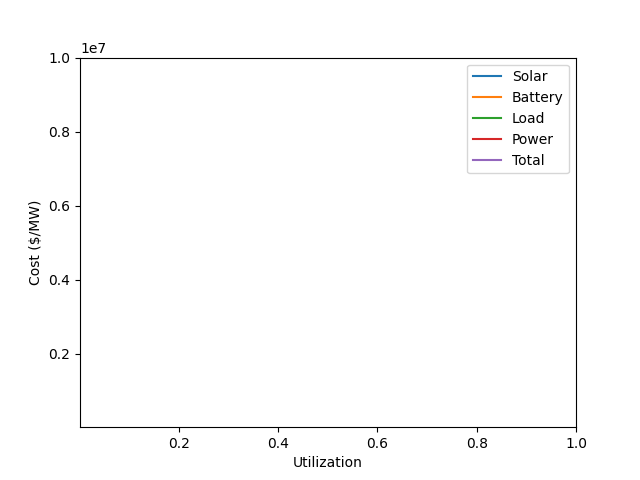 1e7
1.0
0.8
0.6
0.4
0.2
Cost ($/MW)
Solar
Battery
Load
Power
Total
0.2 0.4 0.6 0.8 1.0
Utilization